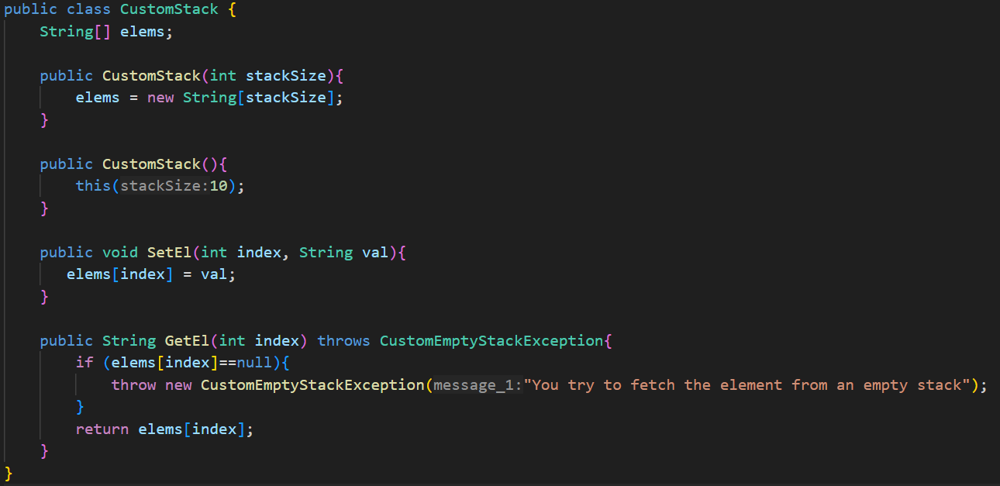 public class CustomStack {
    String[] elems;

    public CustomStack(int stackSize){
        elems = new String[stackSize];
    }

    public CustomStack(){
        this(stackSize:10);
    }

    public void SetEl(int index, String val){
       elems[index] = val;
    }

    public String GetEl(int index) throws CustomEmptyStackException{
        if (elems[index]==null){
            throw new CustomEmptyStackException(message_1:"You try to fetch the element from an empty stack");
        }
        return elems[index];
    }
}